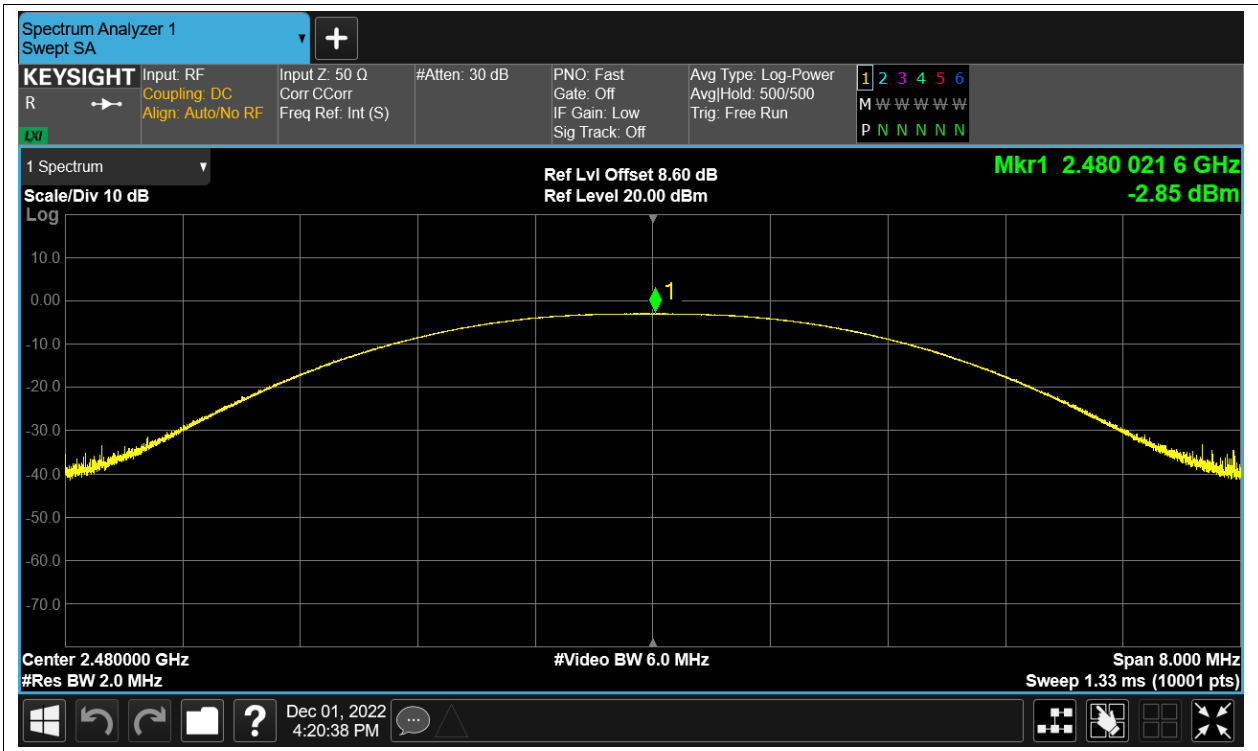 Spectrum Analyzer 1
Swept SA
+
KEYSIGHT
R
LXI
Input: RF
Coupling: DC
Align: Auto/No RF
Input Z: 50 Ω
Corr CCorr
Freq Ref: Int (S)
#Atten: 30 dB
PNO: Fast
Gate: Off
IF Gain: Low
Sig Track: Off
Avg Type: Log-Power
Avg|Hold: 500/500
Trig: Free Run
1 2 3 4 5 6
M W W W W W
P N N N N N
1 Spectrum
Scale/Div 10 dB
Log
Ref Lvl Offset 8.60 dB
Ref Level 20.00 dBm
Mkr1 2.480 021 6 GHz
-2.85 dBm
10.0
0.00
-10.0
-20.0
-30.0
-40.0
-50.0
-60.0
-70.0
1
Center 2.480000 GHz
#Res BW 2.0 MHz
#Video BW 6.0 MHz
Span 8.000 MHz
Sweep 1.33 ms (10001 pts)
?
Dec 01, 2022
4:20:38 PM